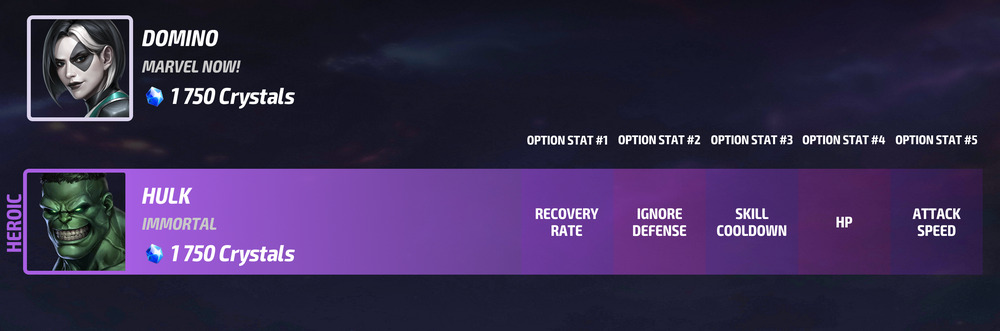 DOMINO
MARVEL NOW!
1 750 Crystals
OPTION STAT #1 OPTION STAT #2 OPTION STAT #3 OPTION STAT #4 OPTION STAT #5
HEROIC
HULK
IMMORTAL
1 750 Crystals
RECOVERY
RATE
IGNORE
DEFENSE
SKILL
COOLDOWN
HP
ATTACK
SPEED